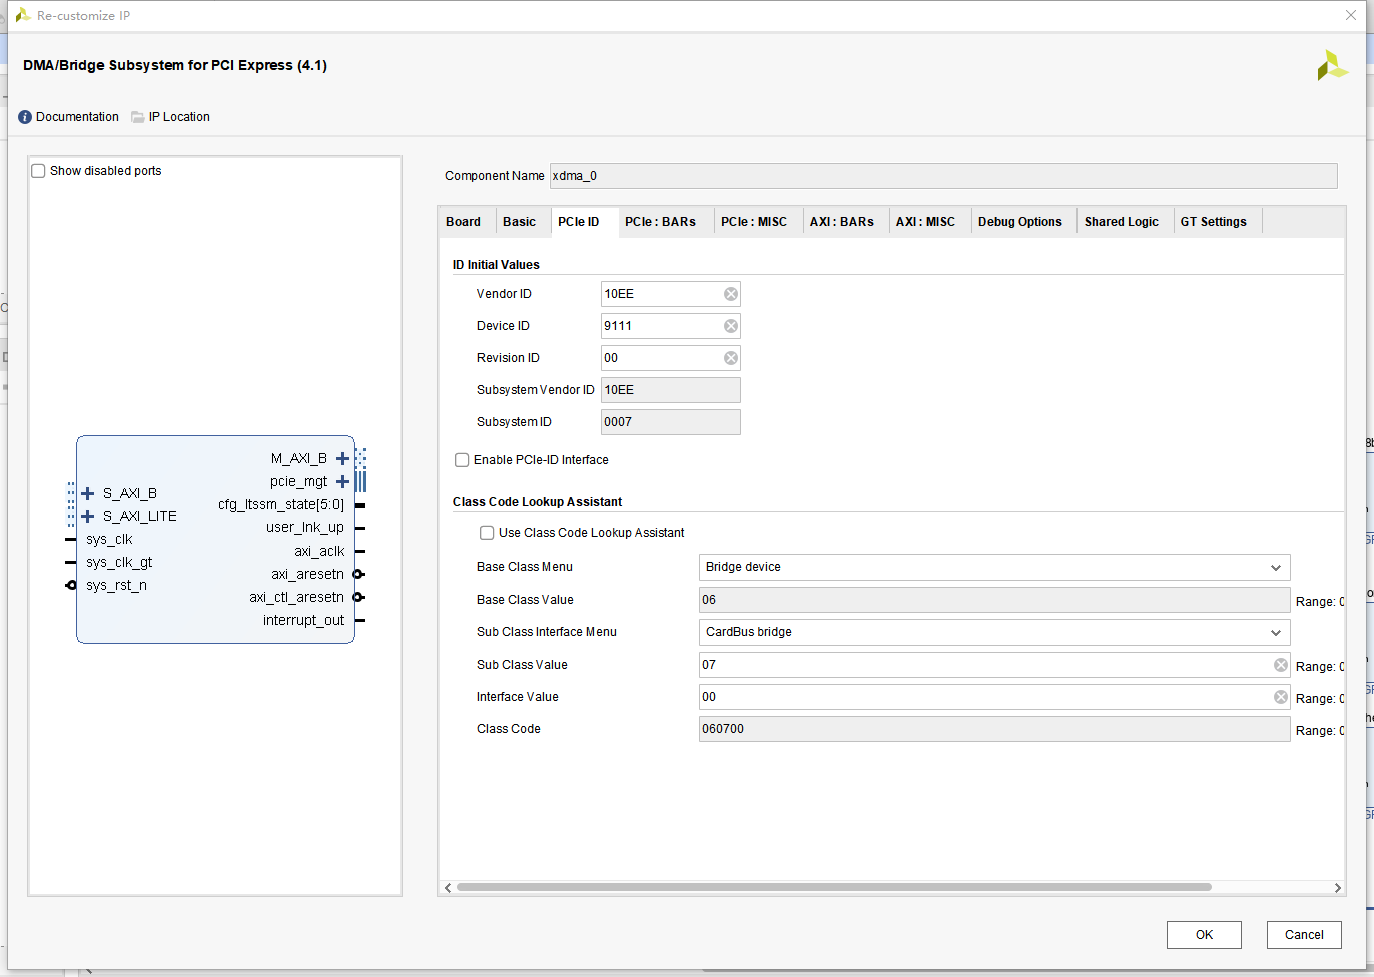 Re-customize IP
DMA/Bridge Subsystem for PCI Express (4.1)
Documentation IP Location
Show disabled ports
Component Name xdma_0
Board Basic PCIe ID PCIe : BARs PCIe : MISC AXI : BARs AXI : MISC Debug Options Shared Logic GT Settings
ID Initial Values
Vendor ID 10EE
Device ID 9111
Revision ID 00
Subsystem Vendor ID 10EE
Subsystem ID 0007
Enable PCIe-ID Interface
Class Code Lookup Assistant
Use Class Code Lookup Assistant
Base Class Menu Bridge device
Base Class Value 06 Range: 0
Sub Class Interface Menu CardBus bridge
Sub Class Value 07 Range: 0
Interface Value 00 Range: 0
Class Code 060700 Range: 0
M_AXI_B
pcie_mgt
S_AXI_B
cfg_ltssm_state[5:0]
S_AXI_LITE
user_lnk_up
sys_clk
axi_aclk
sys_clk_gt
axi_aresetn
sys_rst_n
axi_ctl_aresetn
interrupt_out
OK Cancel